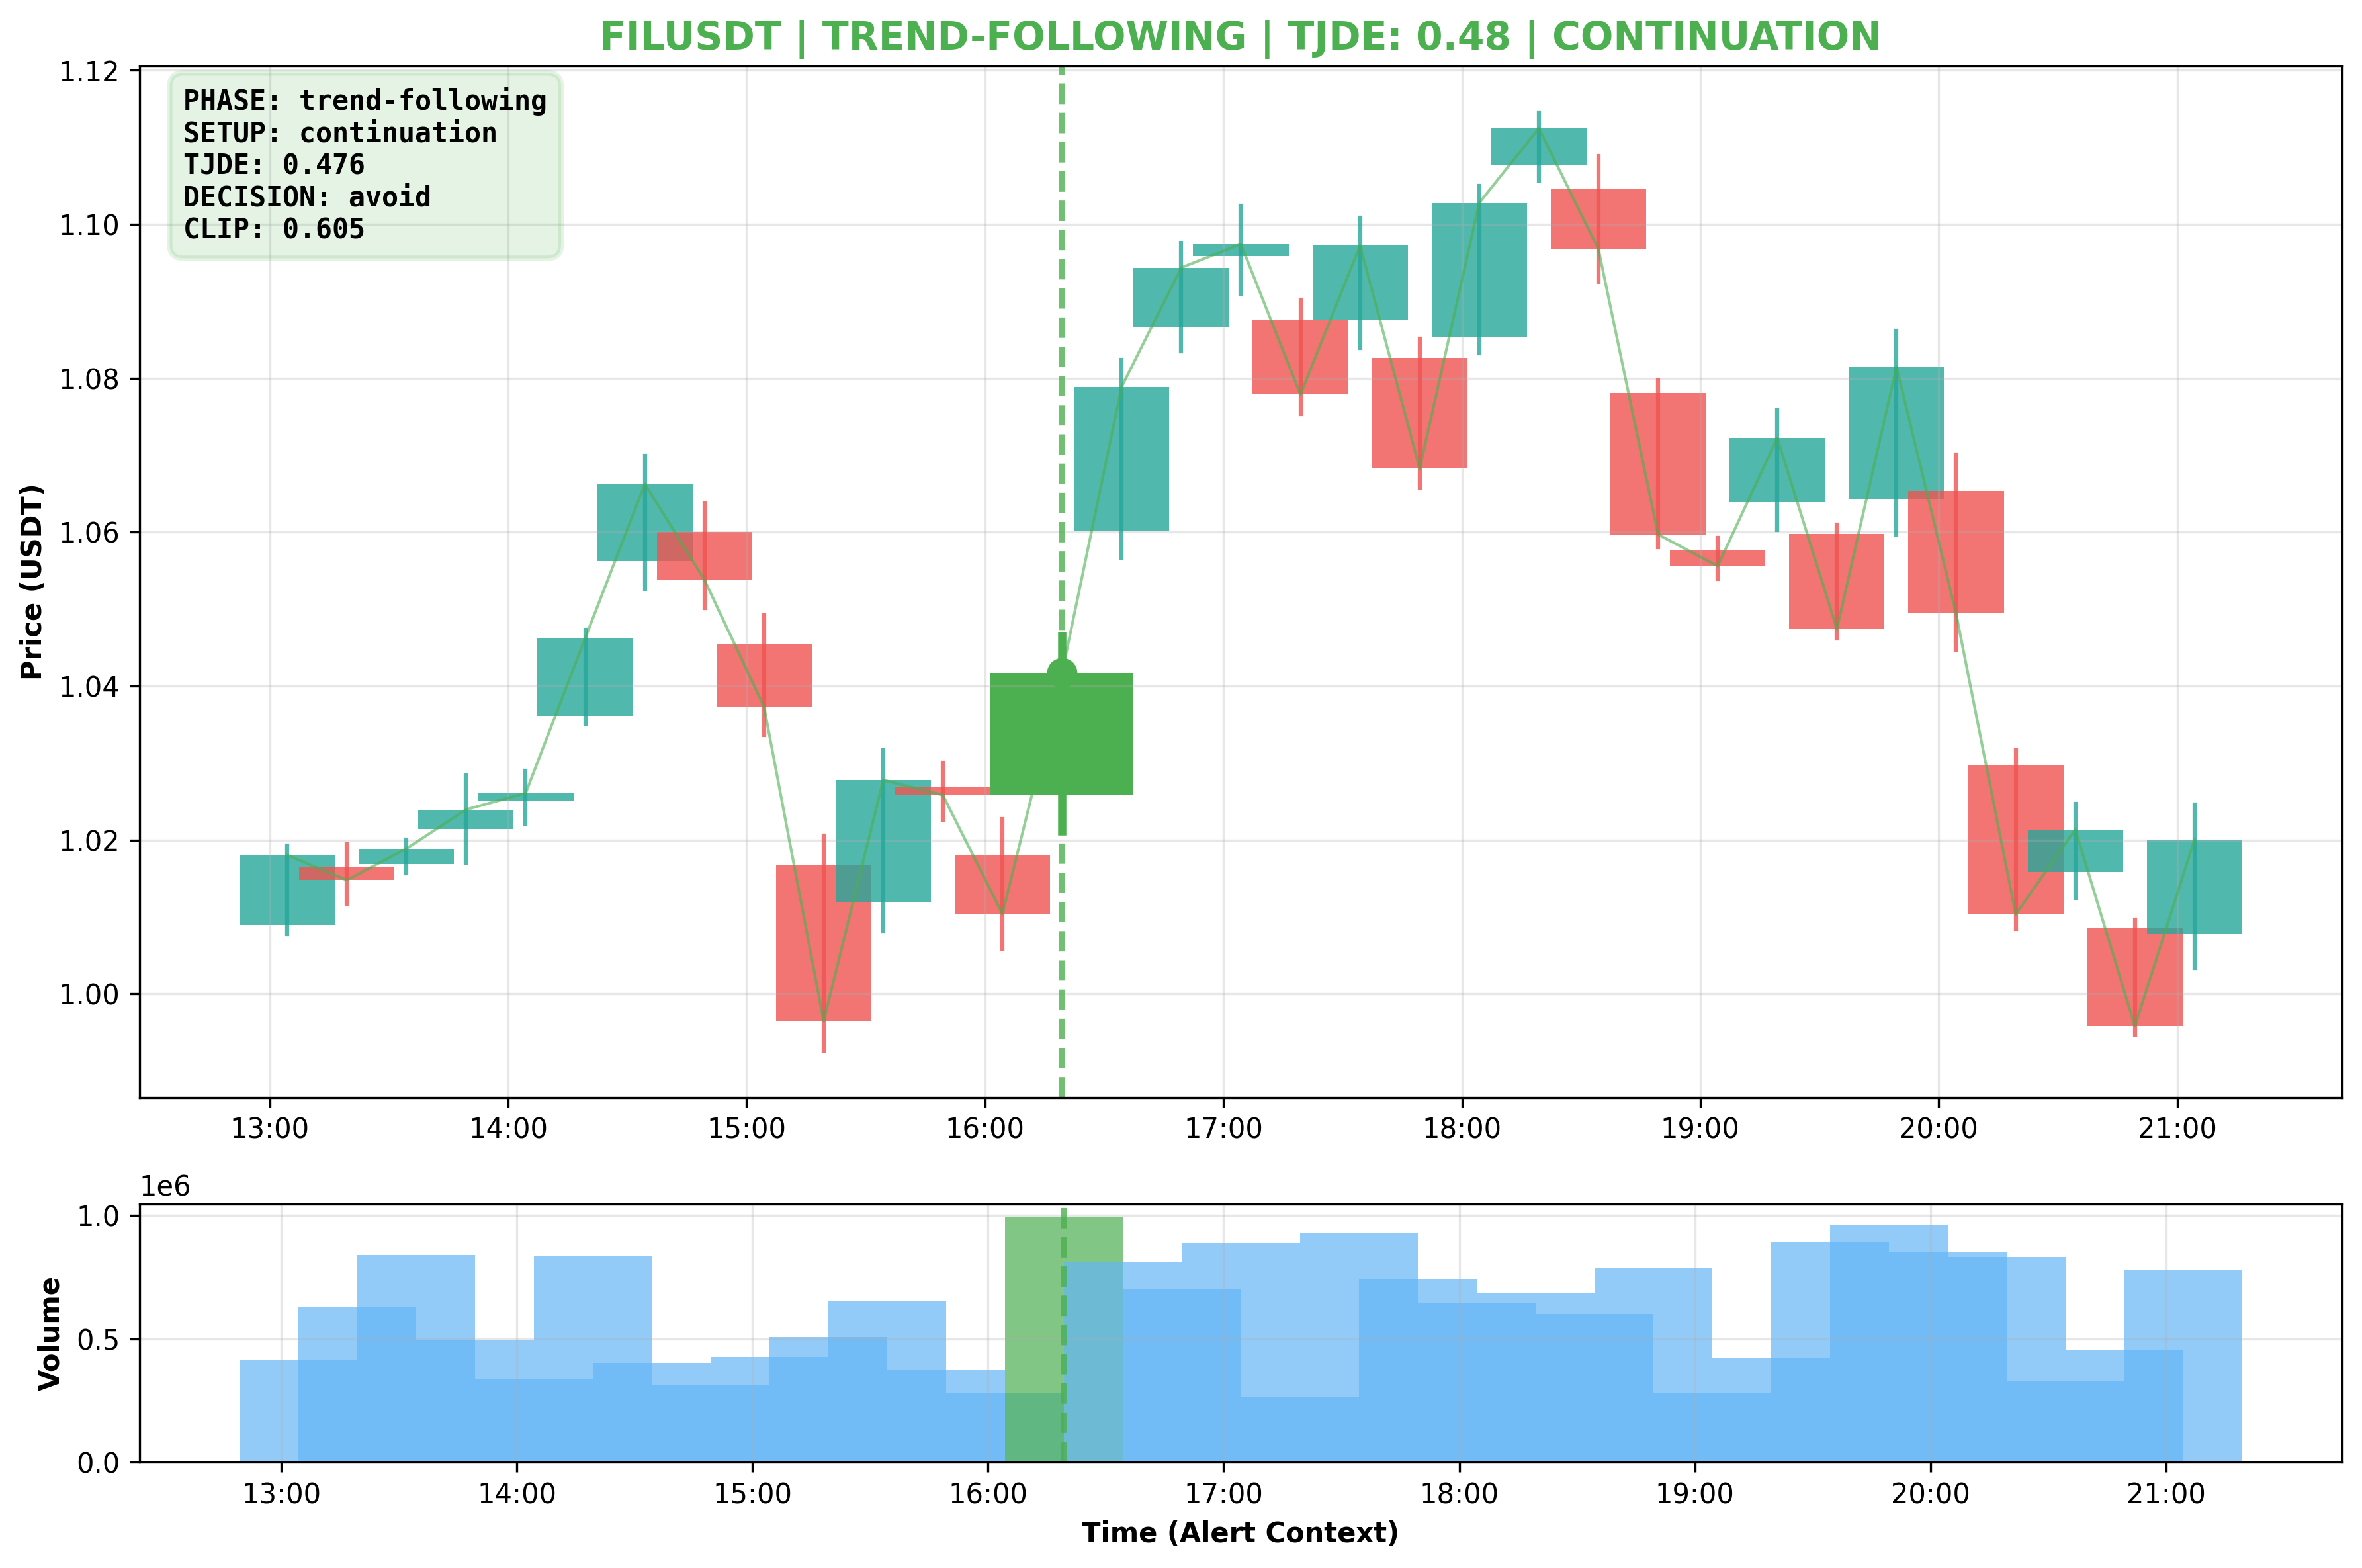 FILUSDT | TREND-FOLLOWING | TJDE: 0.48 | CONTINUATION
PHASE: trend-following
SETUP: continuation
TJDE: 0.476
DECISION: avoid
CLIP: 0.605
Price (USDT)
1.12
1.10
1.08
1.06
1.04
1.02
1.00
13:00 14:00 15:00 16:00 17:00 18:00 19:00 20:00 21:00
1e6
Volume
1.0
0.5
0.0
13:00 14:00 15:00 16:00 17:00 18:00 19:00 20:00 21:00
Time (Alert Context)